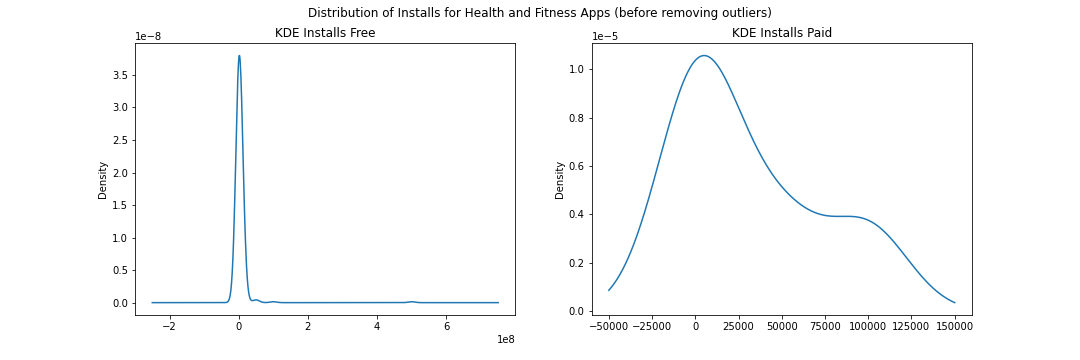 Distribution of Installs for Health and Fitness Apps (before removing outliers)
KDE Installs Free
1e−8
Density
3.5
3.0
2.5
2.0
1.5
1.0
0.5
0.0
−2 0 2 4 6
1e8
KDE Installs Paid
1e−5
Density
1.0
0.8
0.6
0.4
0.2
0.0
−50000 −25000 0 25000 50000 75000 100000 125000 150000